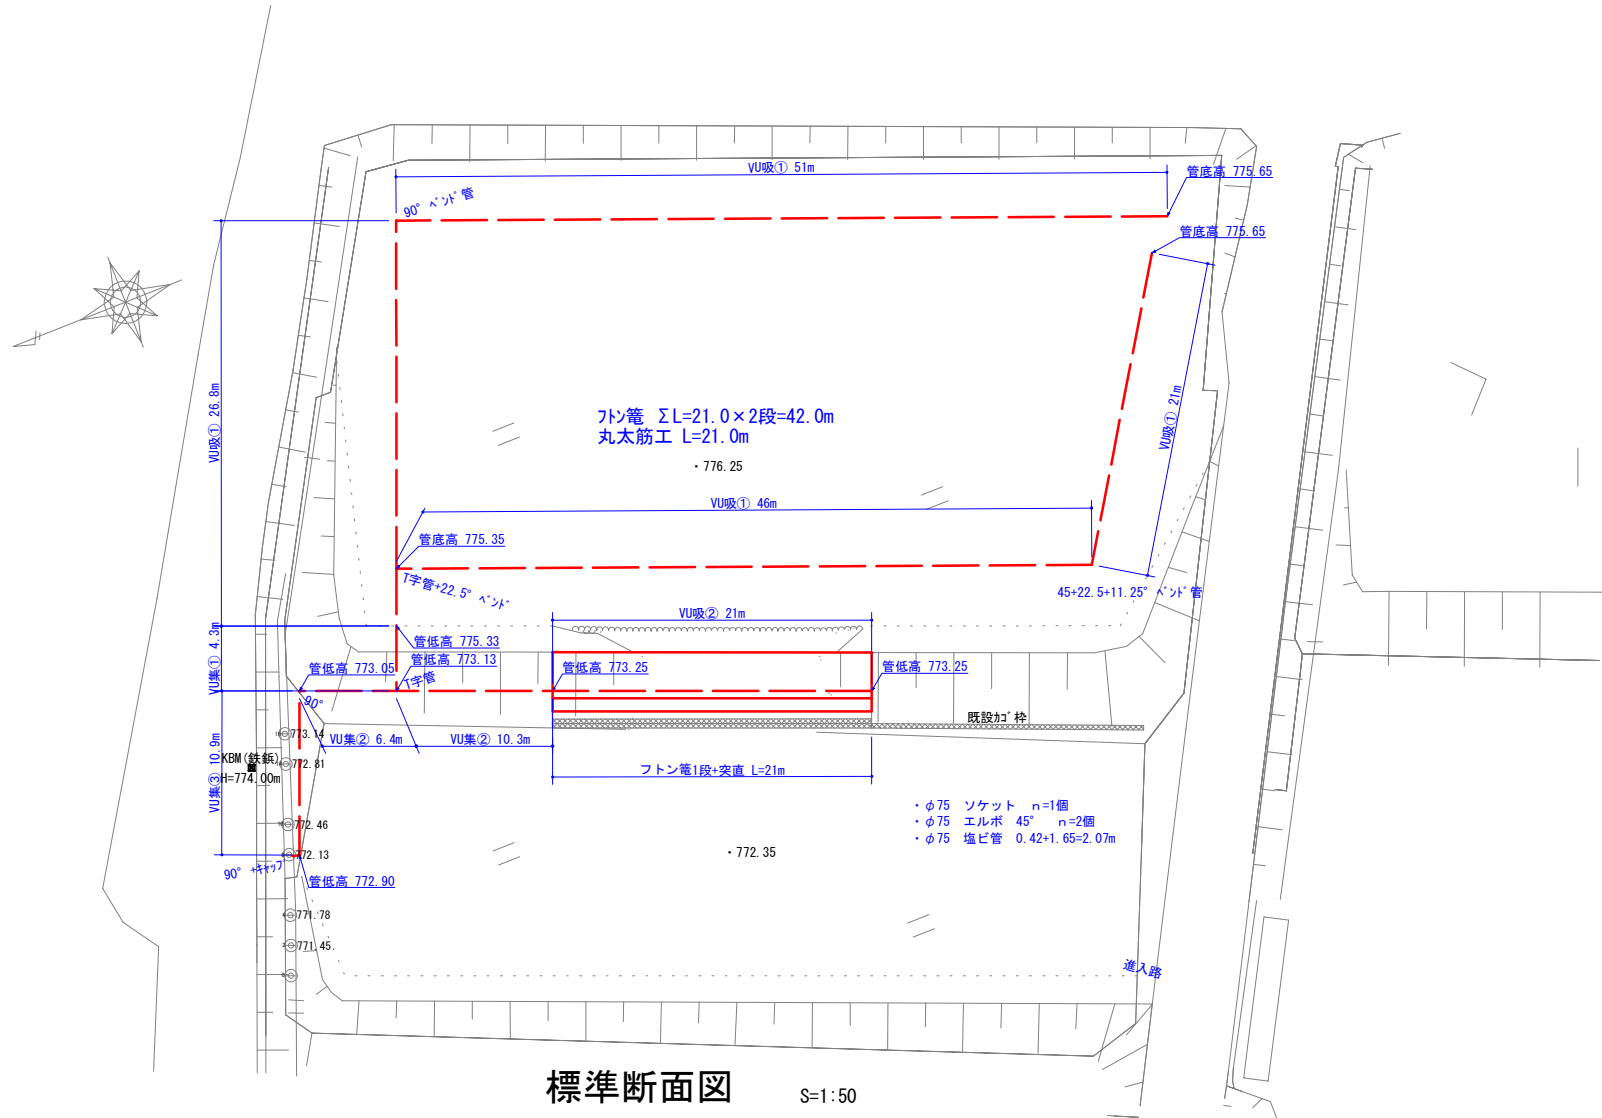 VU吸① 51m
管底高 775.65
90° ﾍﾞﾝﾄﾞ管
管底高 775.65
VU吸① 26.8m
VU吸① 21m
ﾌﾄﾝ篭 ΣL=21.0×2段=42.0m
丸太筋工 L=21.0m
・776.25
VU吸① 46m
管底高 775.35
T字管+22.5° ﾍﾞﾝﾄﾞ
45+22.5+11.25° ﾍﾞﾝﾄﾞ管
VU吸② 21m
VU集① 4.3m
管低高 775.33
管低高 773.05
管低高 773.13
管低高 773.25
管低高 773.25
T字管
90°
既設ｶｺﾞ枠
773.14
VU集② 6.4m
VU集② 10.3m
KBM(鉄鋲)
772.81
H=774.00m
VU集③ 10.9m
フトン篭1段+突直 L=21m
・φ75 ソケット n=1個
・φ75 エルボ 45° n=2個
・φ75 塩ビ管 0.42+1.65=2.07m
772.46
772.13
・772.35
90° +ｷｬｯﾌﾟ
管低高 772.90
771.78
771.45
進入路
標準断面図 S=1:50